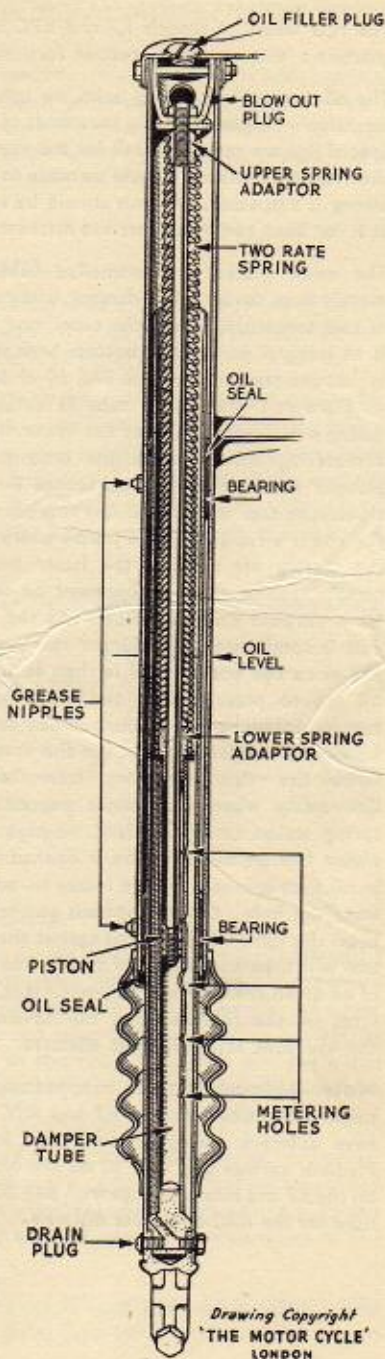 OIL FILLER PLUG
BLOW OUT
PLUG
UPPER SPRING
ADAPTOR
TWO RATE
SPRING
OIL
SEAL
BEARING
OIL
LEVEL
GREASE
NIPPLES
LOWER SPRING
ADAPTOR
BEARING
PISTON
OIL SEAL
METERING
HOLES
DAMPER
TUBE
DRAIN
PLUG
Drawing Copyright
'THE MOTOR CYCLE'
LONDON